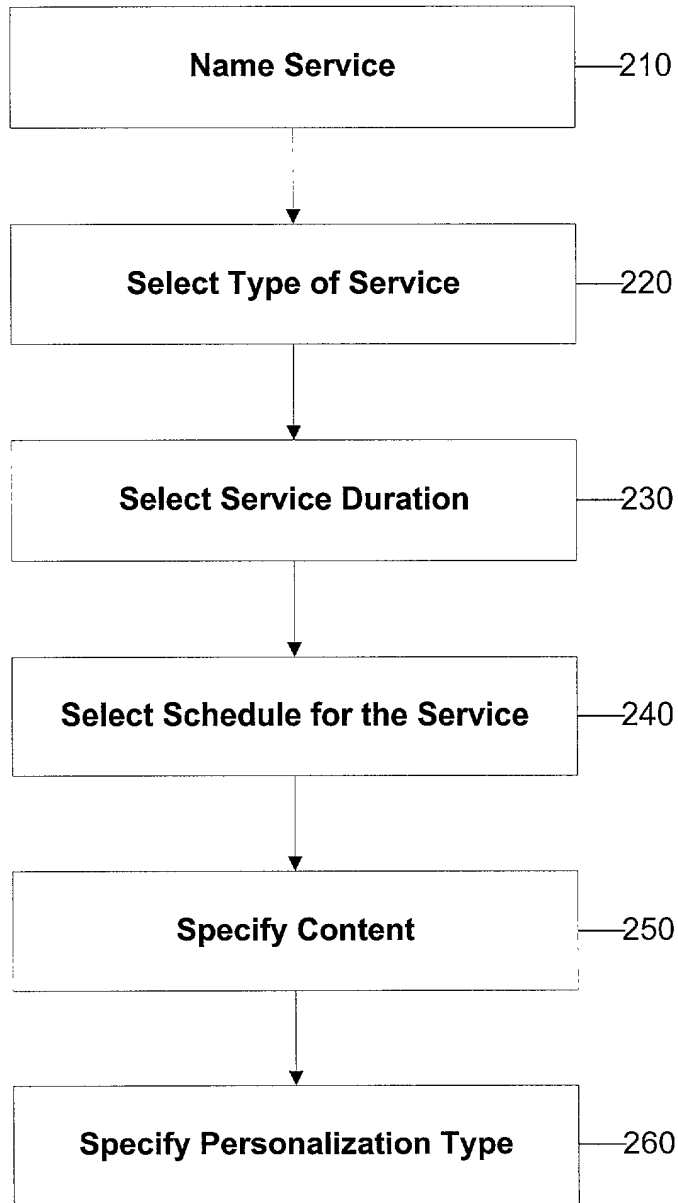 Name Service 210
Select Type of Service 220
Select Service Duration 230
Select Schedule for the Service 240
Specify Content 250
Specify Personalization Type 260